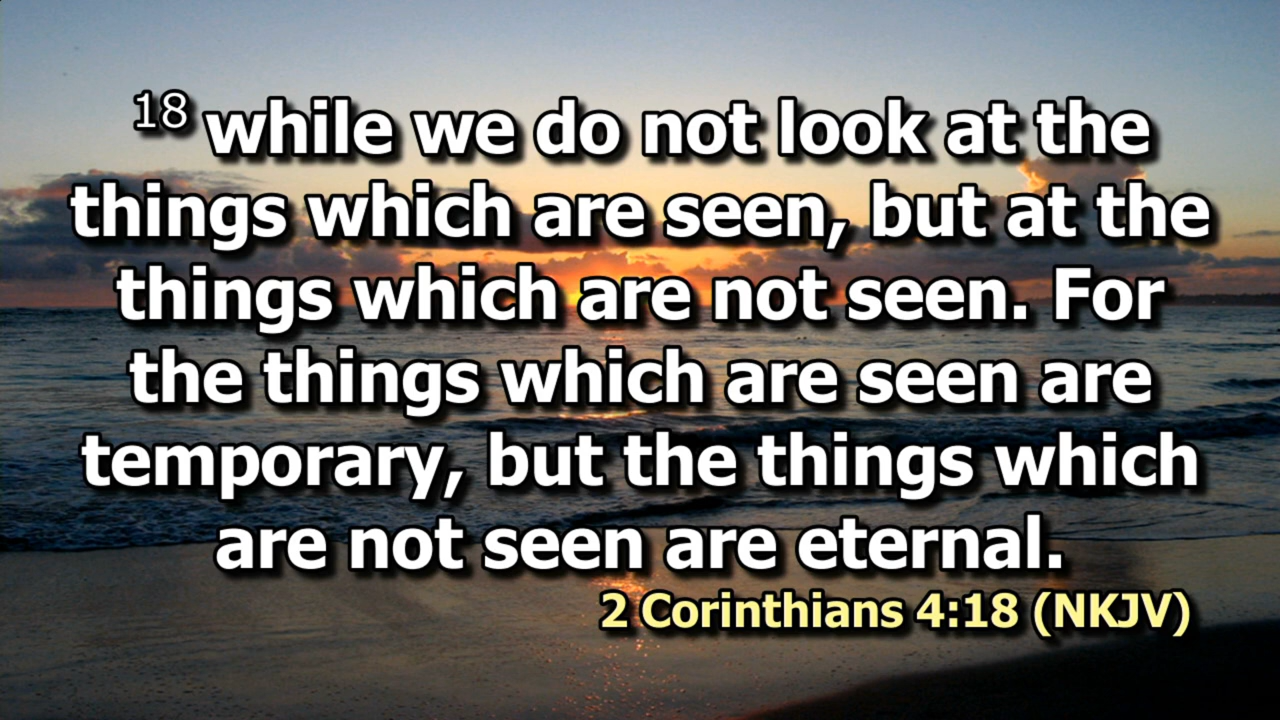 18 while we do not look at the
things which are seen, but at the
things which are not seen. For
the things which are seen are
temporary, but the things which
are not seen are eternal.
2 Corinthians 4:18 (NKJV)